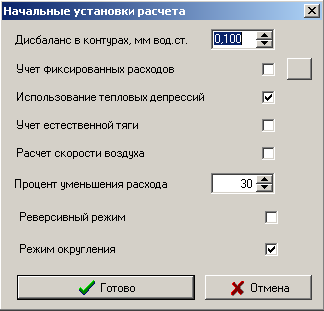 Начальные установки расчета
Дисбаланс в контурах, мм вод.ст. 0,100
Учет фиксированных расходов
Использование тепловых депрессий
Учет естественной тяги
Расчет скорости воздуха
Процент уменьшения расхода 30
Реверсивный режим
Режим округления
Готово Отмена